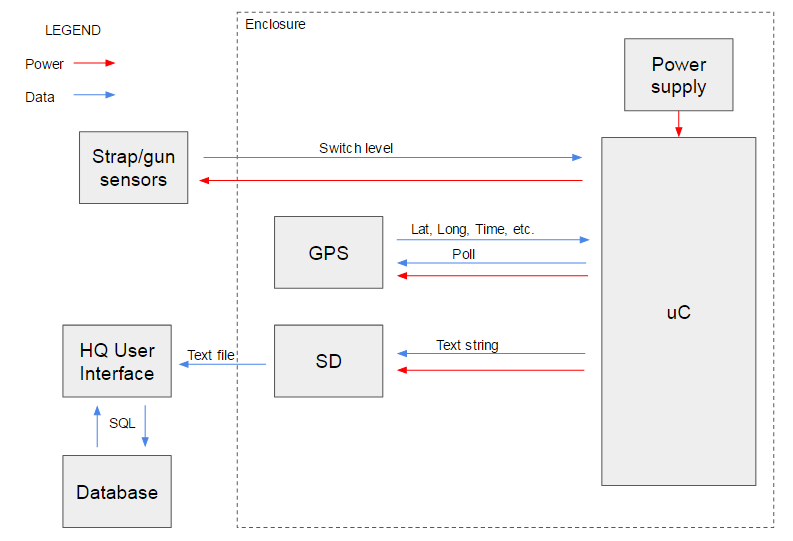 LEGEND
Power
Data
Enclosure
Power
supply
Strap/gun
sensors
Switch level
GPS
Lat, Long, Time, etc.
Poll
uC
HQ User
Interface
Text file
SD
Text string
SQL
Database